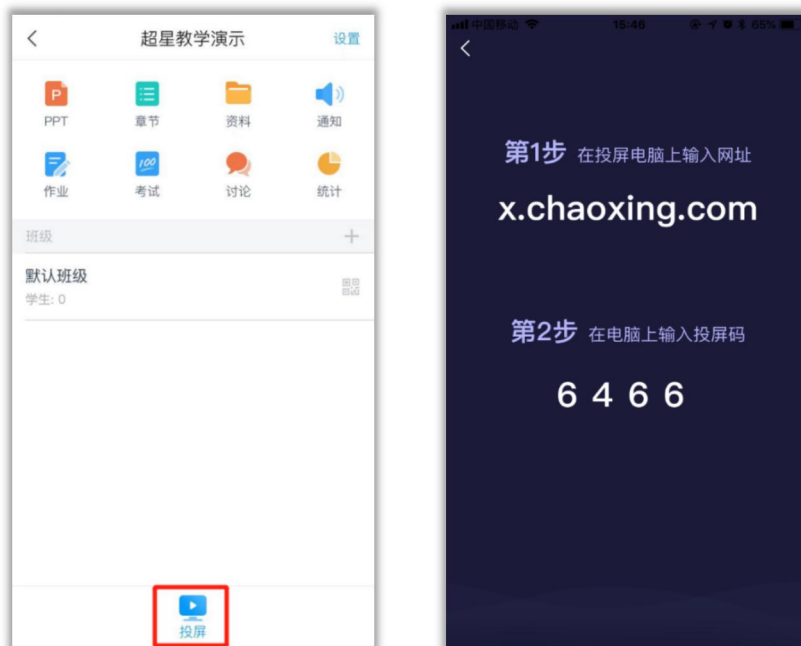 超星教学演示
设置
PPT
章节
资料
通知
作业
100
考试
讨论
统计
班级
默认班级
学生: 0
投屏
中国移动
15:46
65%
第1步 在投屏电脑上输入网址
x.chaoxing.com
第2步 在电脑上输入投屏码
6 4 6 6